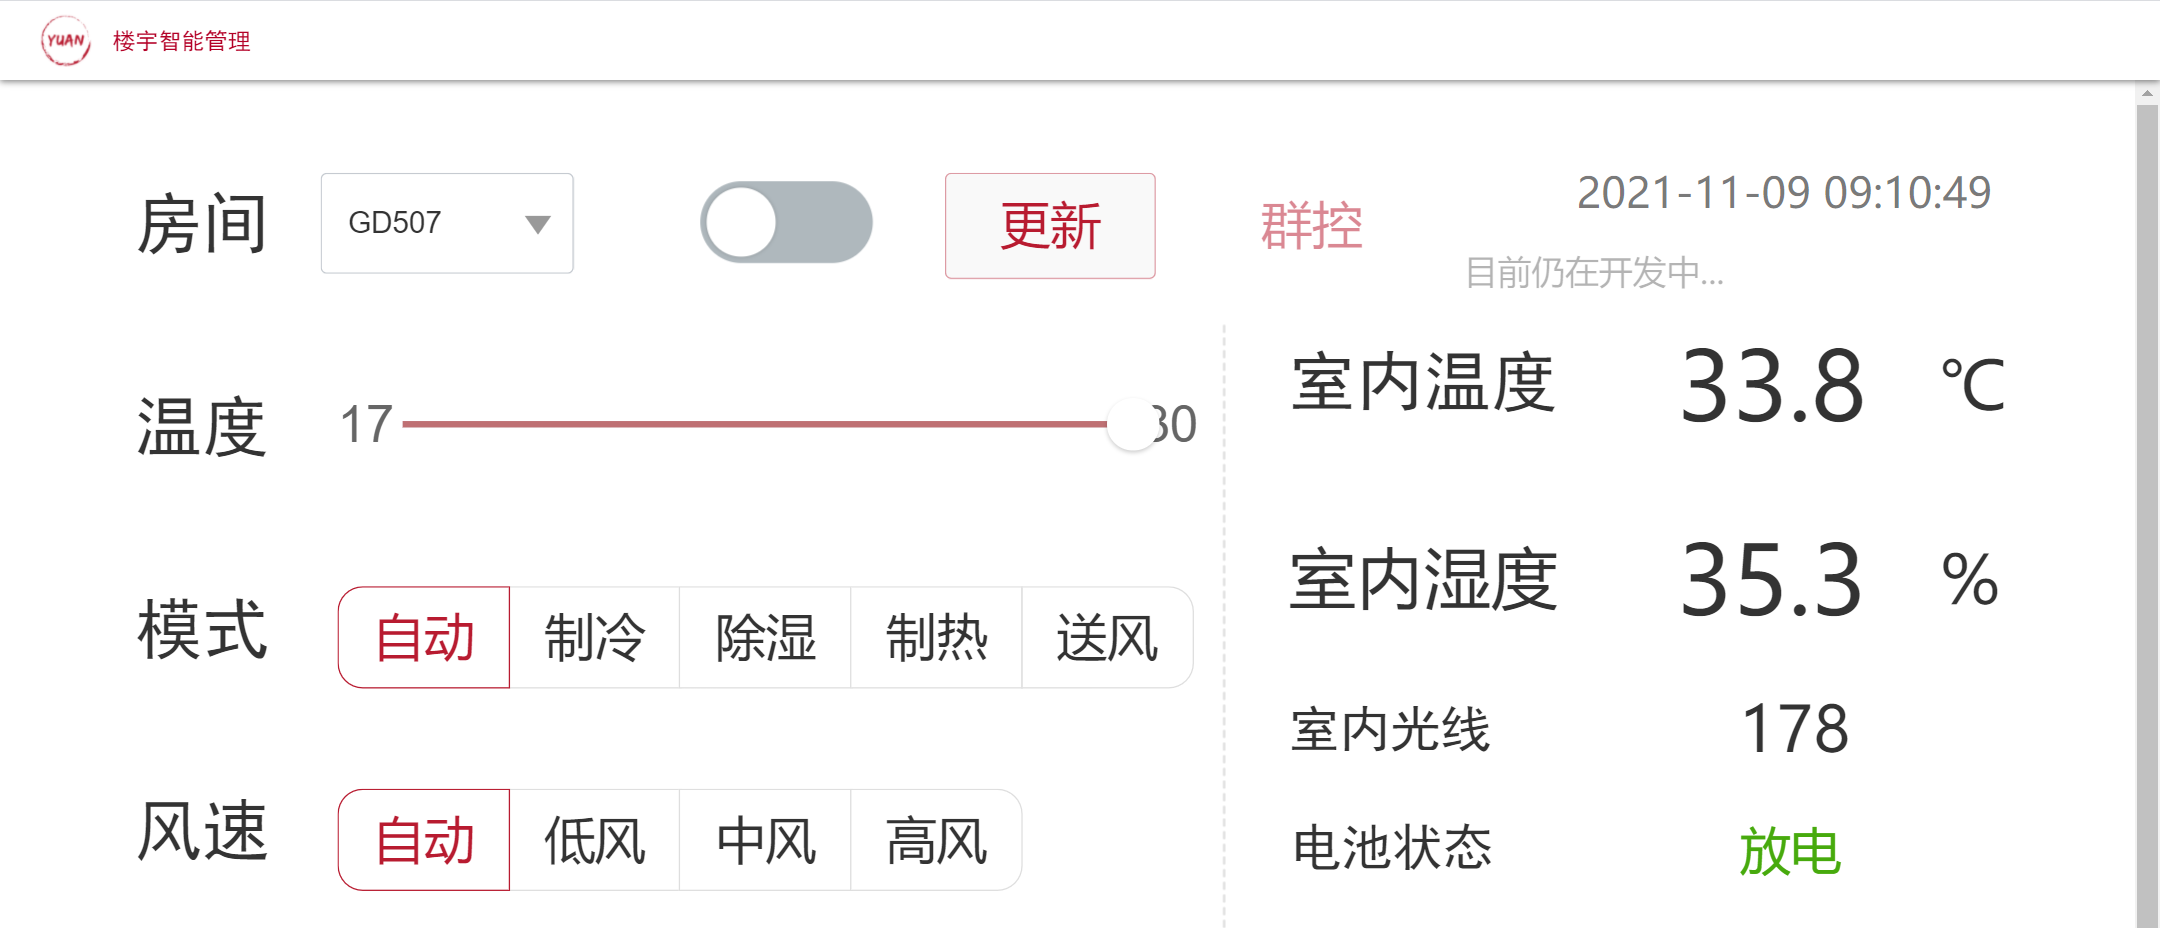 YUAN 楼宇智能管理
房间 GD507 更新 群控 2021-11-09 09:10:49
目前仍在开发中...
温度 17 30 室内温度 33.8 ℃
室内湿度 35.3 %
模式 自动 制冷 除湿 制热 送风
室内光线 178
风速 自动 低风 中风 高风 电池状态 放电